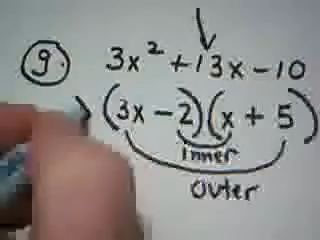 9. 3x² + 13x - 10
(3x - 2)(x + 5)
inner
Outer